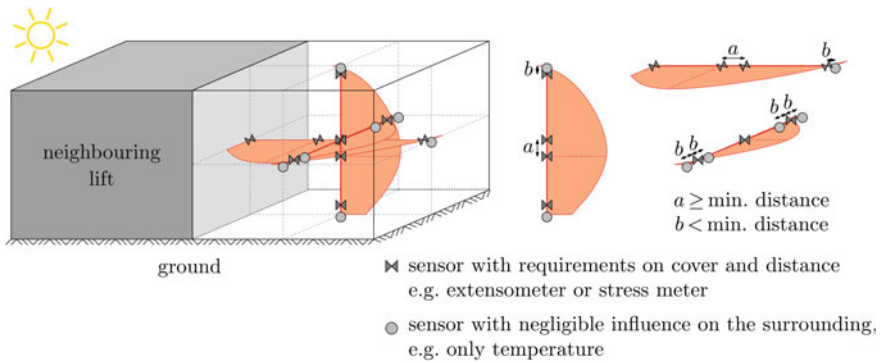 neighbouring
lift
ground
b
a
a
b
b b
b b
a ≥ min. distance
b < min. distance
sensor with requirements on cover and distance
e.g. extensometer or stress meter
sensor with negligible influence on the surrounding,
e.g. only temperature